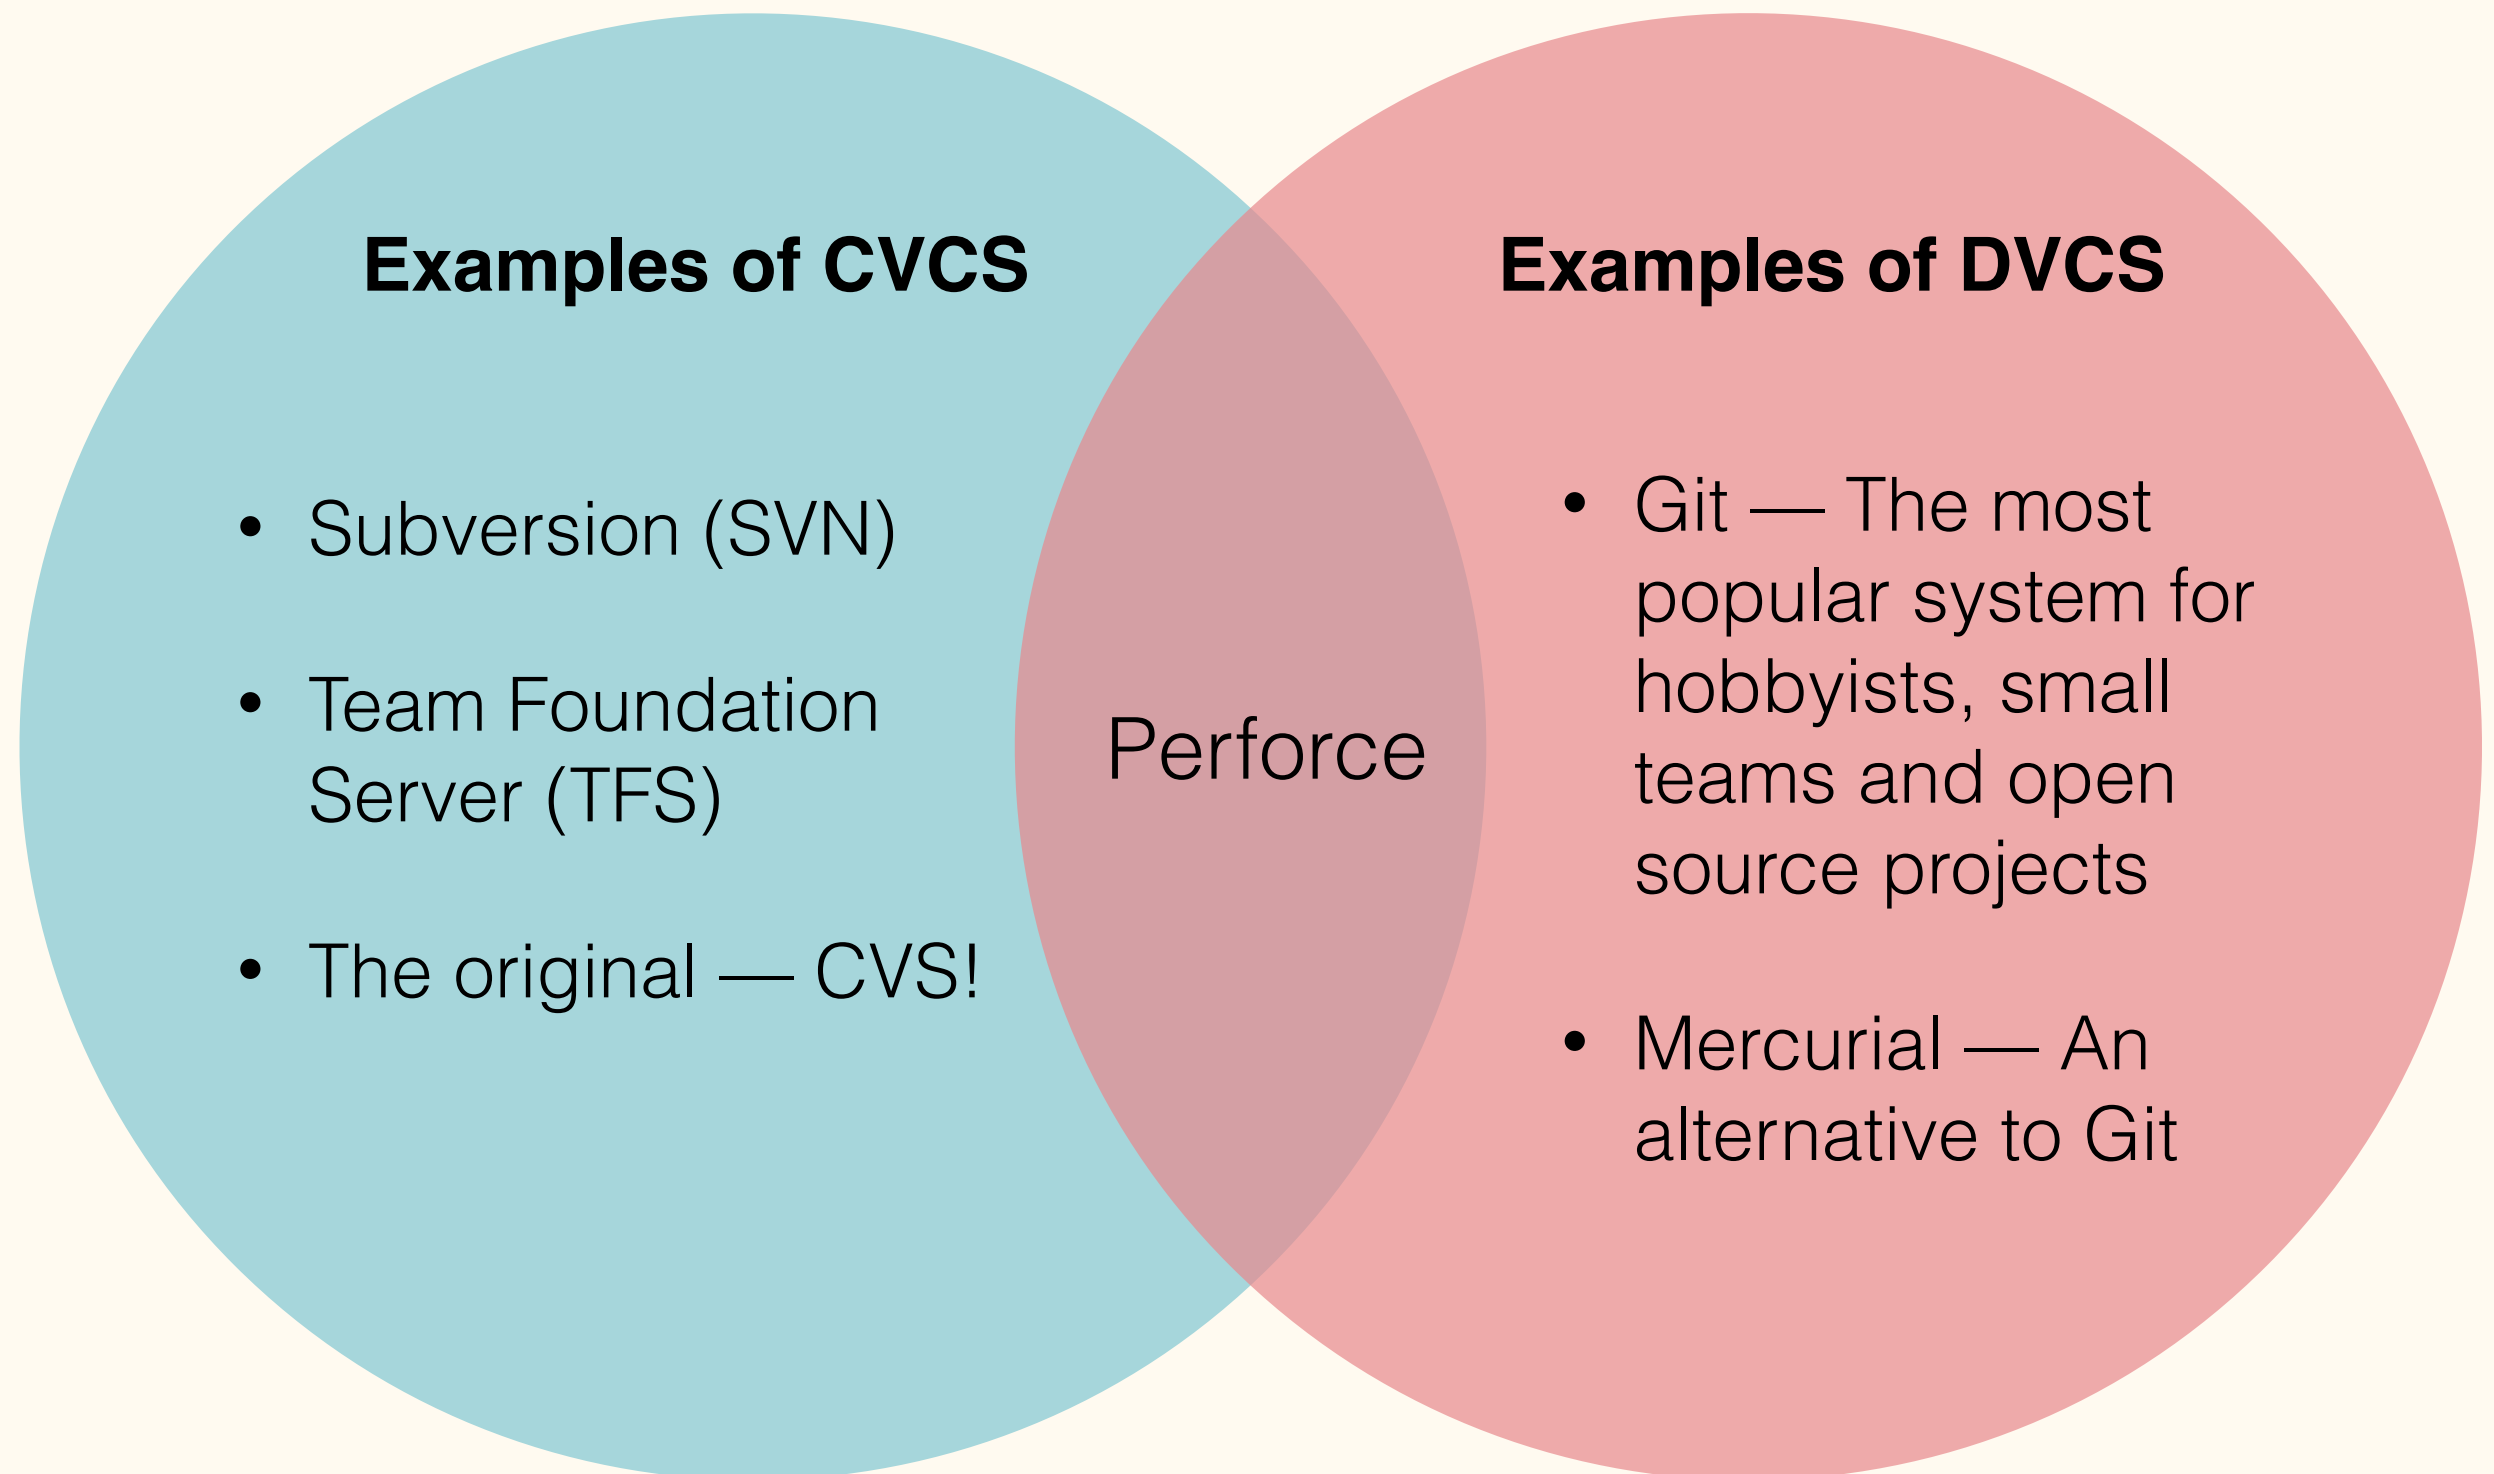 Examples of CVCS
• Subversion (SVN)
• Team Foundation
Server (TFS)
• The original — CVS!
Perforce
Examples of DVCS
• Git — The most
popular system for
hobbyists, small
teams and open
source projects
• Mercurial — An
alternative to Git